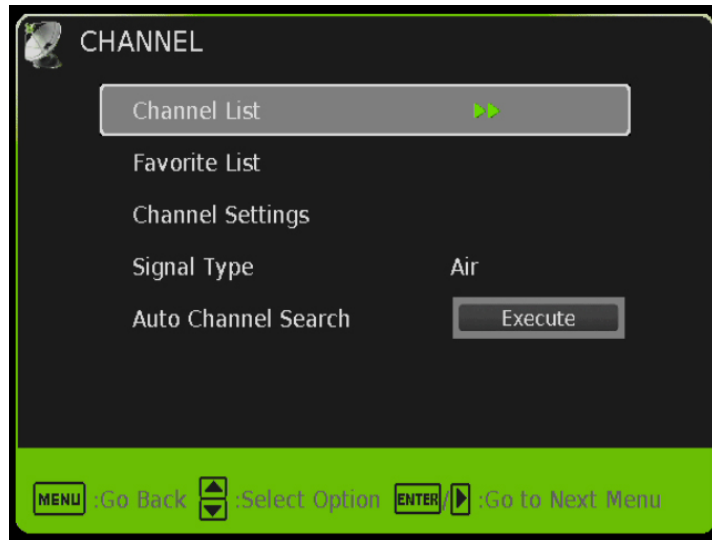 CHANNEL
Channel List
Favorite List
Channel Settings
Signal Type Air
Auto Channel Search Execute
MENU :Go Back :Select Option ENTER/ :Go to Next Menu